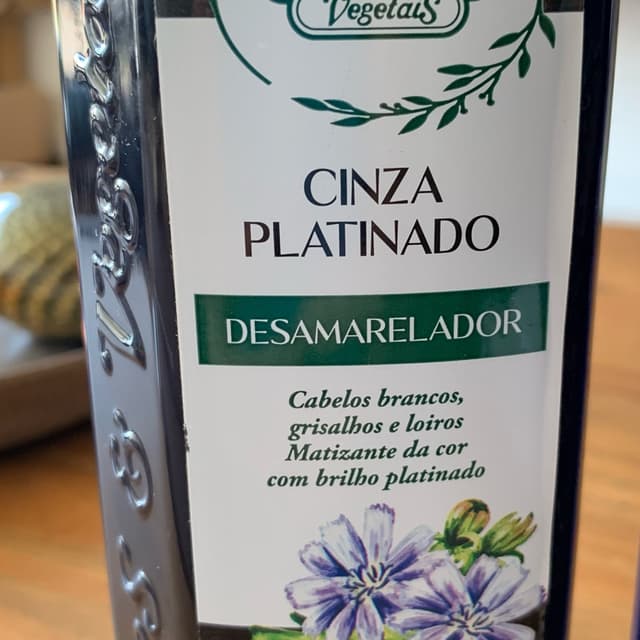 Vegetais
CINZA
PLATINADO
DESAMARELADOR
Cabelos brancos,
grisalhos e loiros
Matizante da cor
com brilho platinado